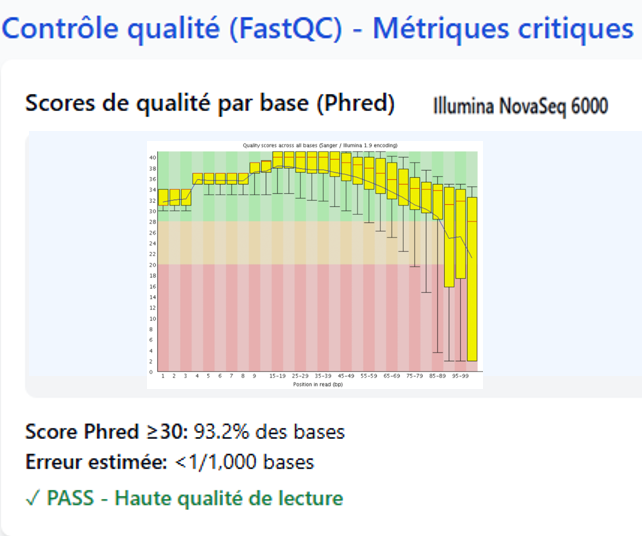 Contrôle qualité (FastQC) - Métriques critiques
Scores de qualité par base (Phred) Illumina NovaSeq 6000
Quality scores across all bases (Sanger / Illumina 1.9 encoding)
40
38
36
34
32
30
28
26
24
22
20
18
16
14
12
10
8
6
4
2
0
1 2 3 4 5 6 7 8 9 15-19 25-29 35-39 45-49 55-59 65-69 75-79 85-89 95-99
Position in read (bp)
Score Phred ≥30: 93.2% des bases
Erreur estimée: <1/1,000 bases
✓ PASS - Haute qualité de lecture